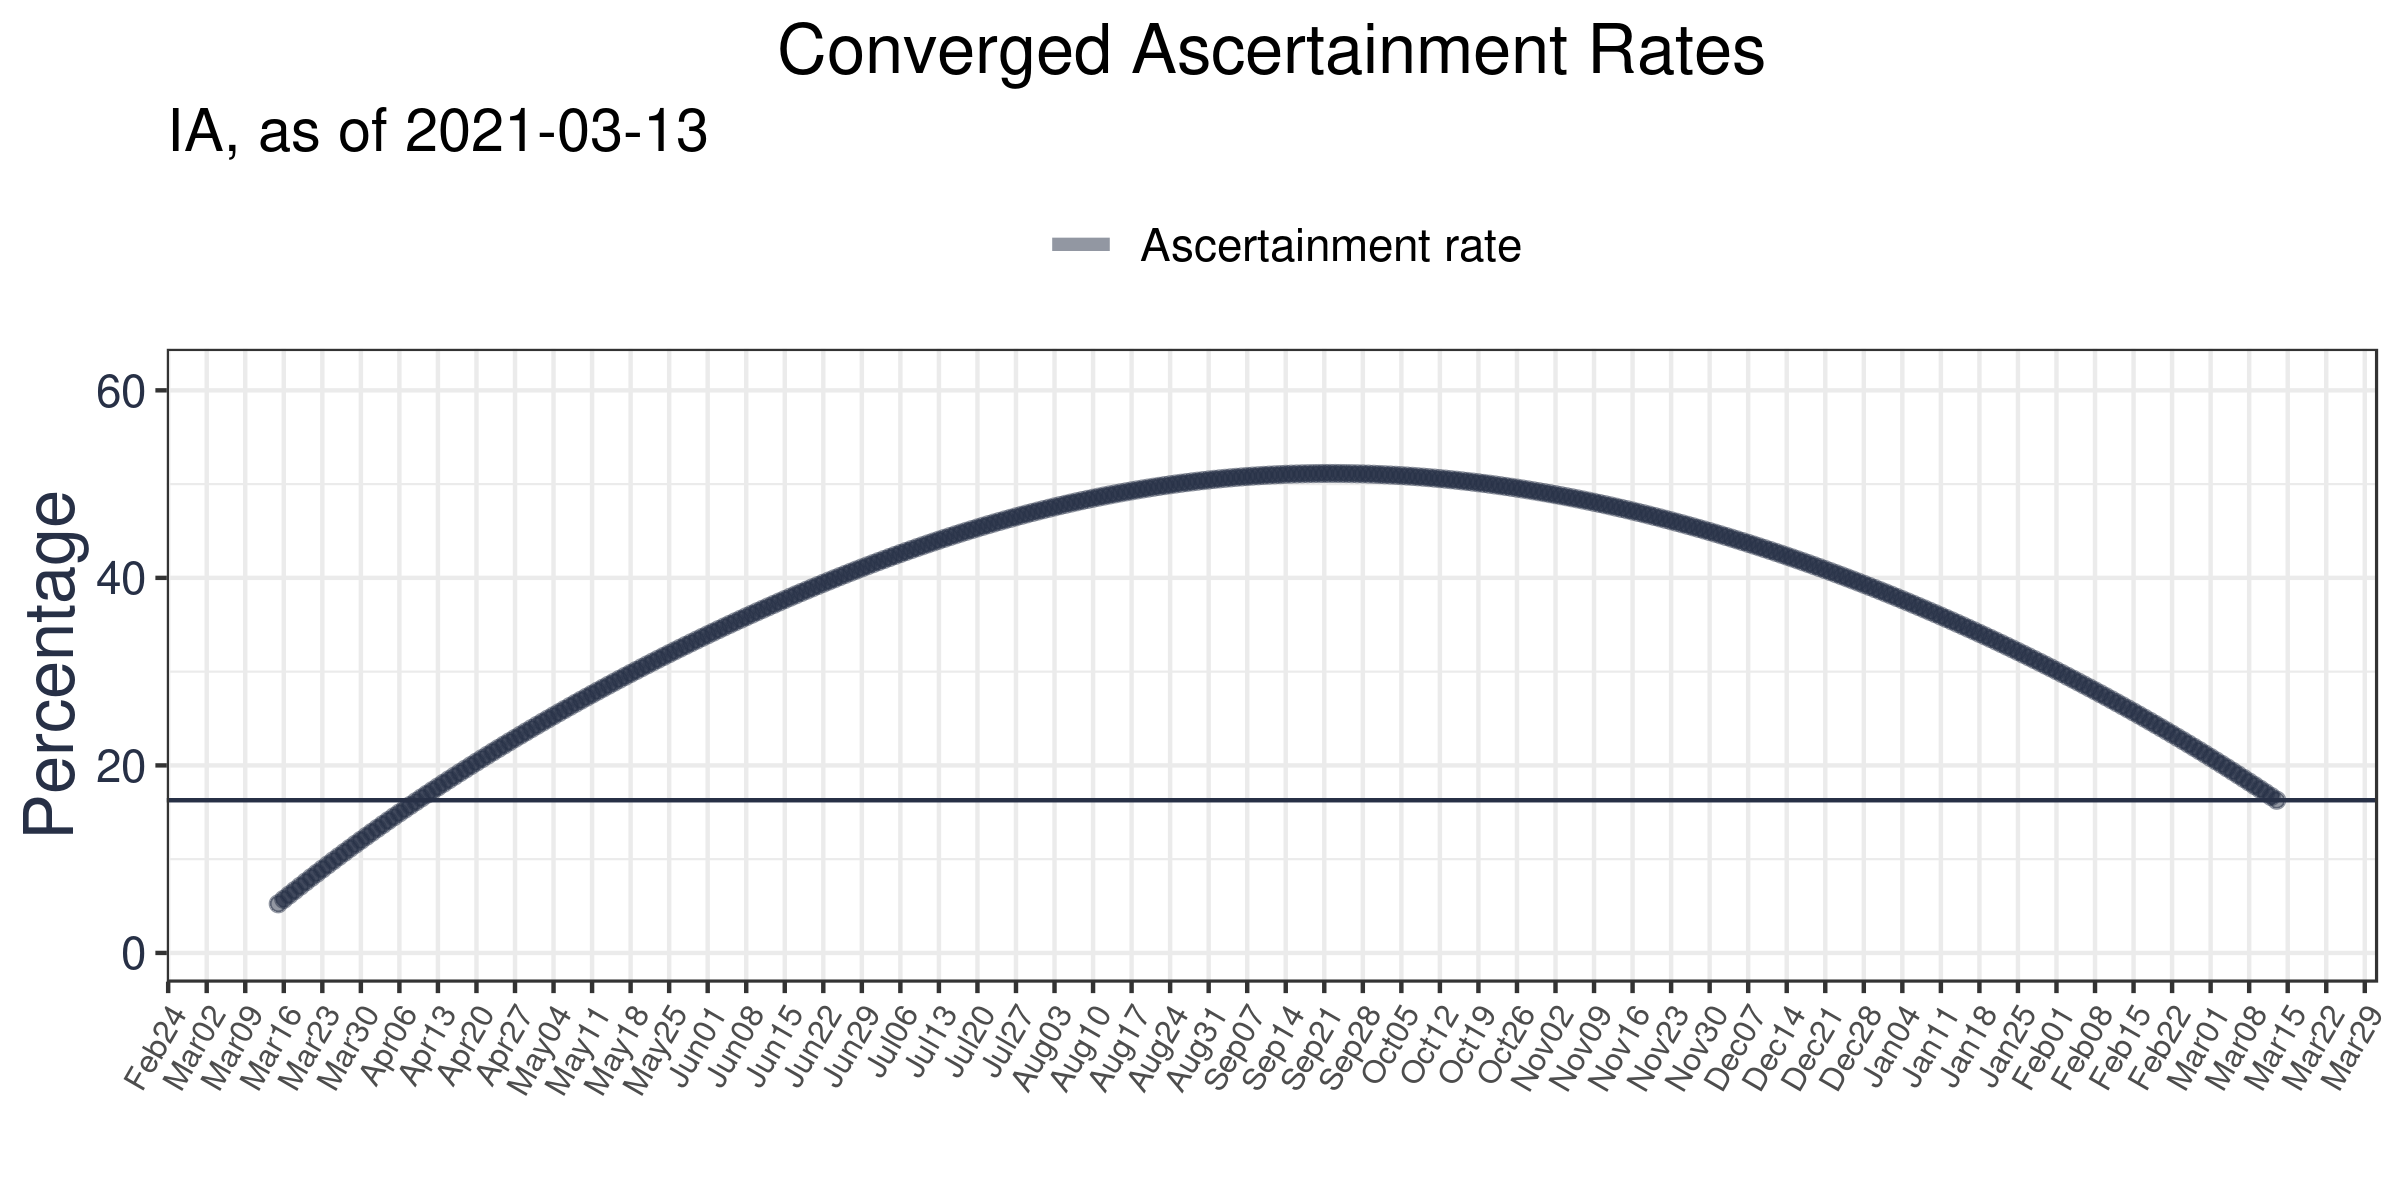 Converged Ascertainment Rates
IA, as of 2021-03-13
Ascertainment rate
Percentage
60
40
20
0
Feb24
Mar02
Mar09
Mar16
Mar23
Mar30
Apr06
Apr13
Apr20
Apr27
May04
May11
May18
May25
Jun01
Jun08
Jun15
Jun22
Jun29
Jul06
Jul13
Jul20
Jul27
Aug03
Aug10
Aug17
Aug24
Aug31
Sep07
Sep14
Sep21
Sep28
Oct05
Oct12
Oct19
Oct26
Nov02
Nov09
Nov16
Nov23
Nov30
Dec07
Dec14
Dec21
Dec28
Jan04
Jan11
Jan18
Jan25
Feb01
Feb08
Feb15
Feb22
Mar01
Mar08
Mar15
Mar22
Mar29